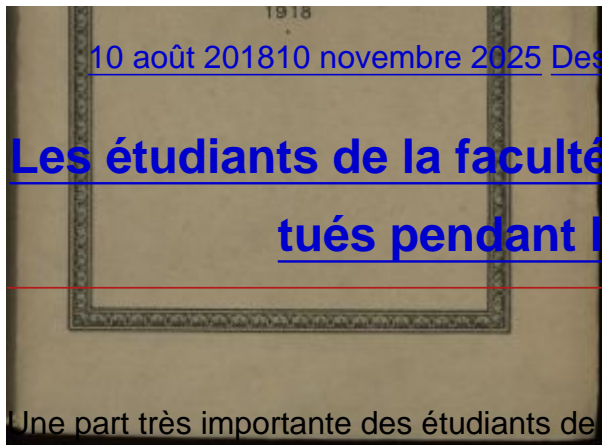 1918
10 août 201810 novembre 2025 Des
Les étudiants de la faculté
tués pendant l
Une part très importante des étudiants de